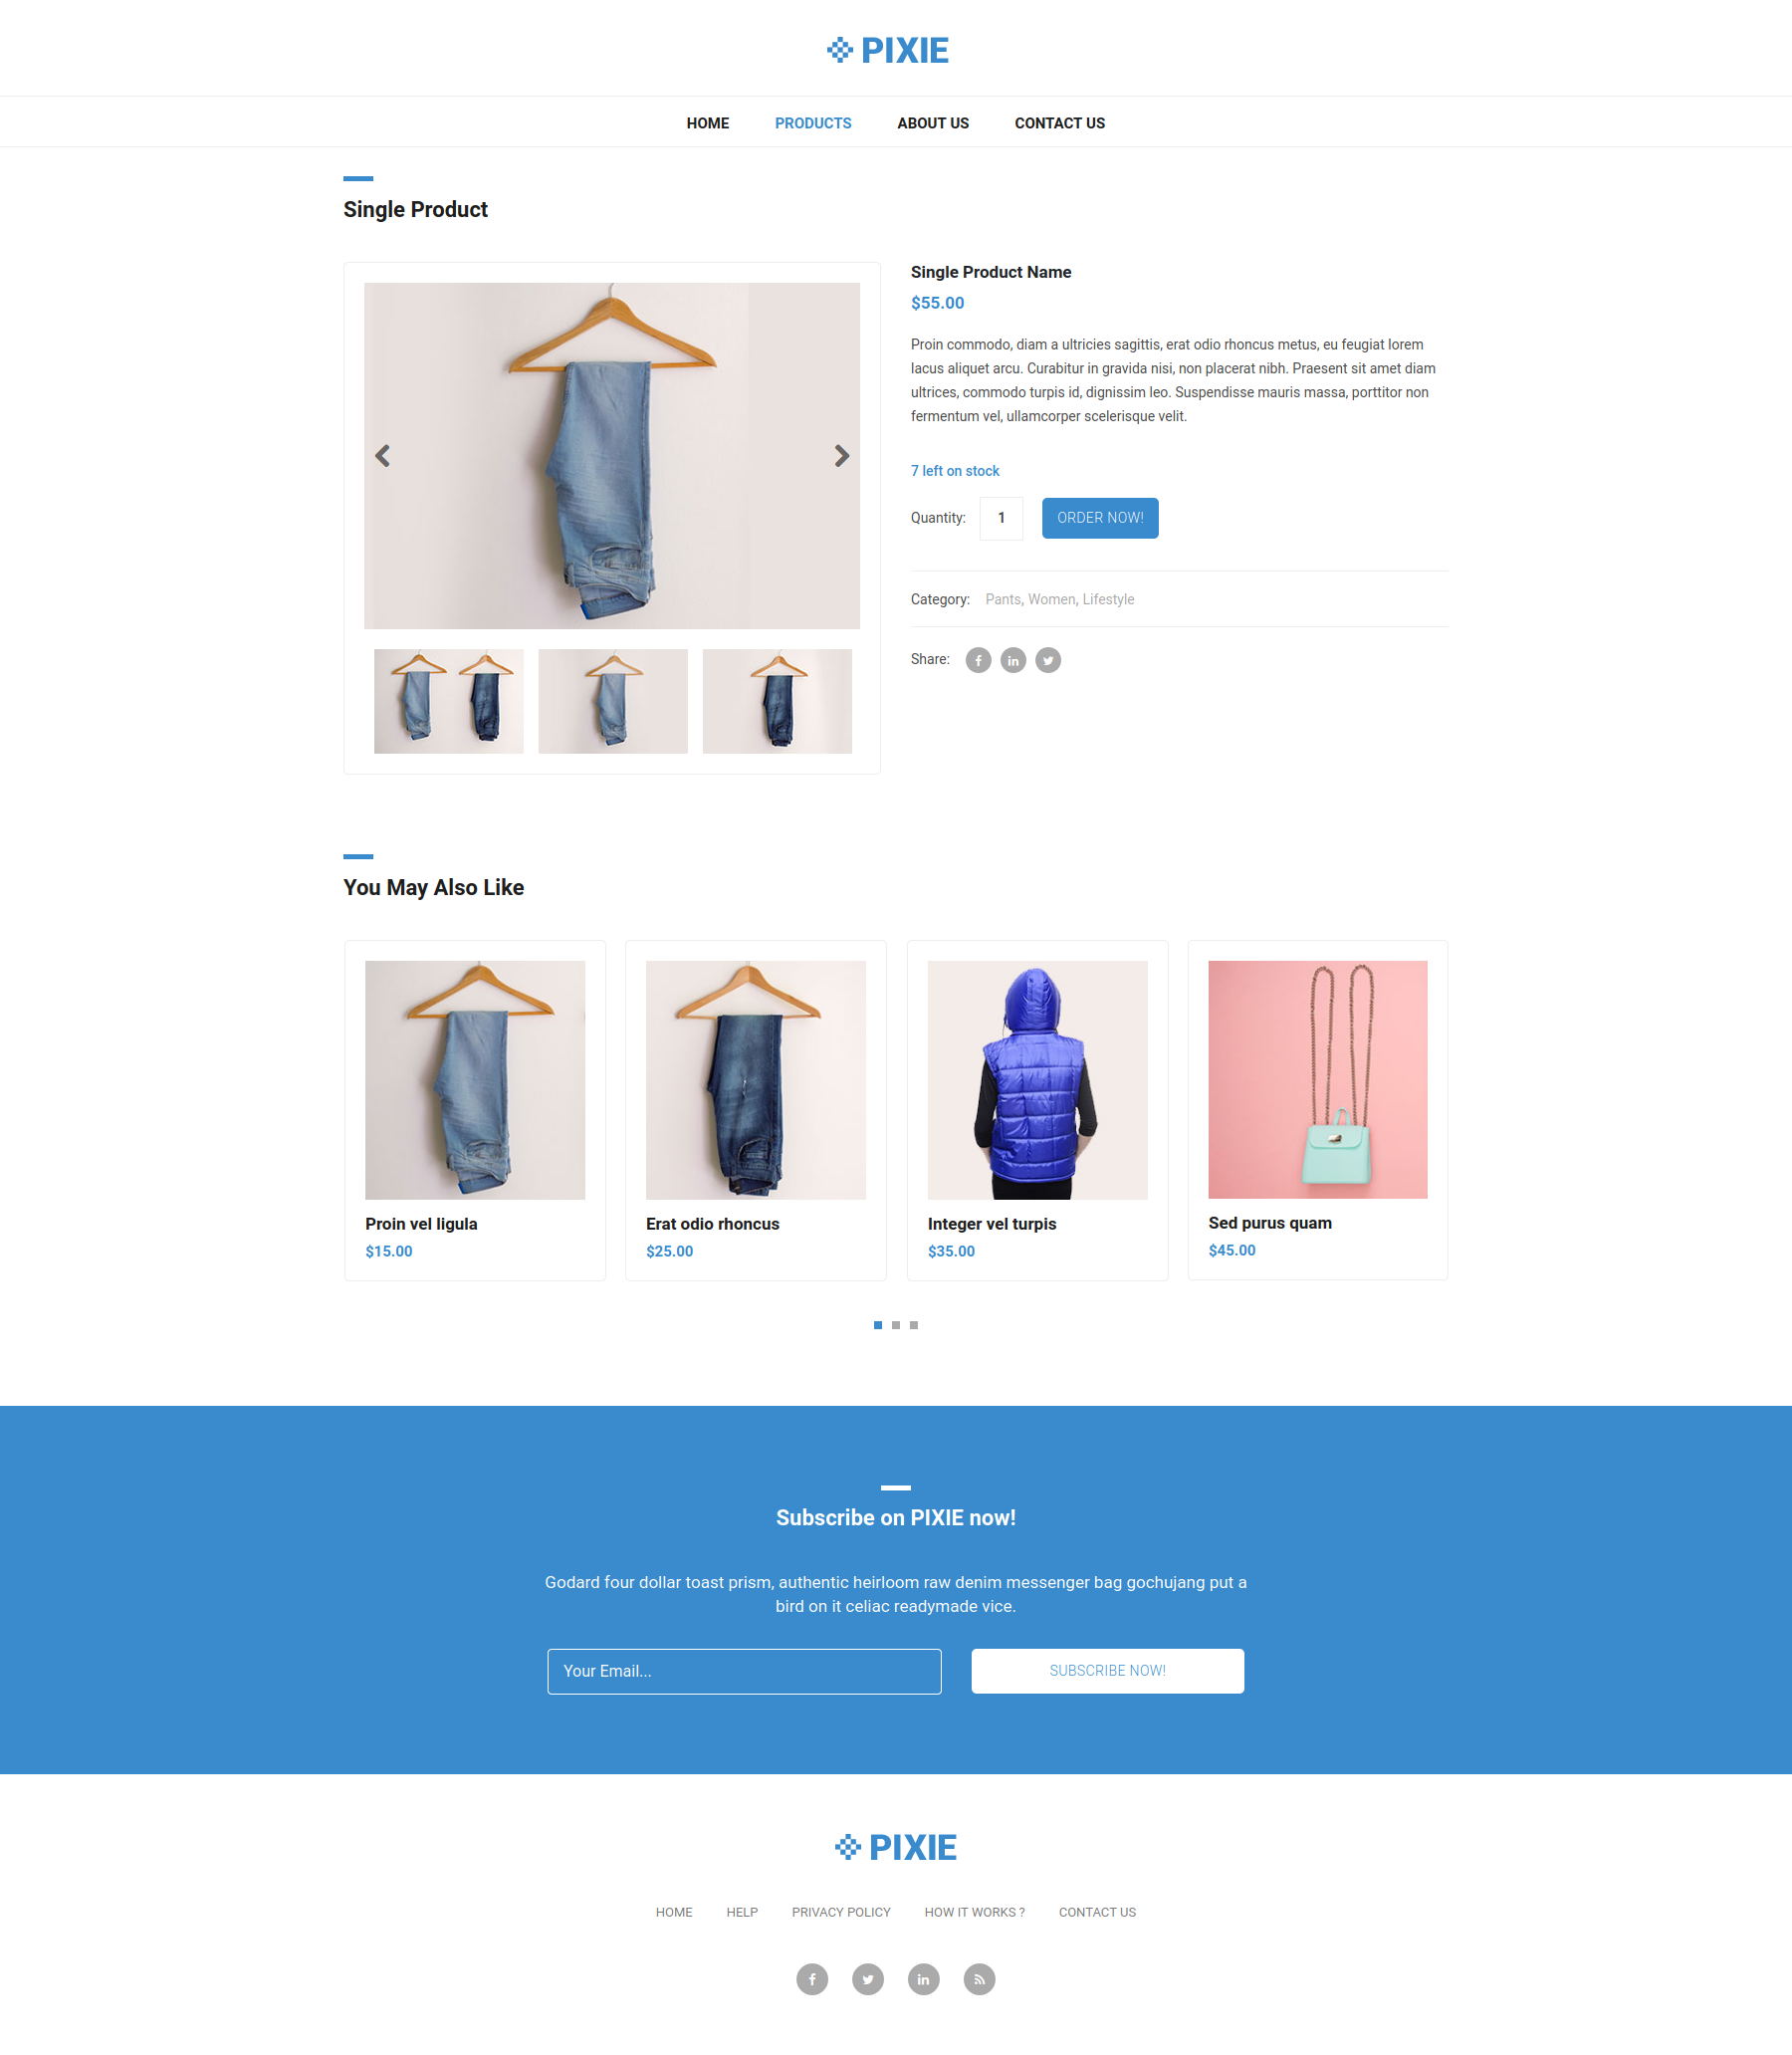 PIXIE
HOME PRODUCTS ABOUT US CONTACT US
Single Product
Single Product Name
$55.00
Proin commodo, diam a ultricies sagittis, erat odio rhoncus metus, eu feugiat lorem
lacus aliquet arcu. Curabitur in gravida nisi, non placerat nibh. Praesent sit amet diam
ultrices, commodo turpis id, dignissim leo. Suspendisse mauris massa, porttitor non
fermentum vel, ullamcorper scelerisque velit.
7 left on stock
Quantity: 1 ORDER NOW!
Category: Pants, Women, Lifestyle
Share:
You May Also Like
Proin vel ligula
$15.00
Erat odio rhoncus
$25.00
Integer vel turpis
$35.00
Sed purus quam
$45.00
Subscribe on PIXIE now!
Godard four dollar toast prism, authentic heirloom raw denim messenger bag gochujang put a
bird on it celiac readymade vice.
Your Email... SUBSCRIBE NOW!
PIXIE
HOME HELP PRIVACY POLICY HOW IT WORKS ? CONTACT US